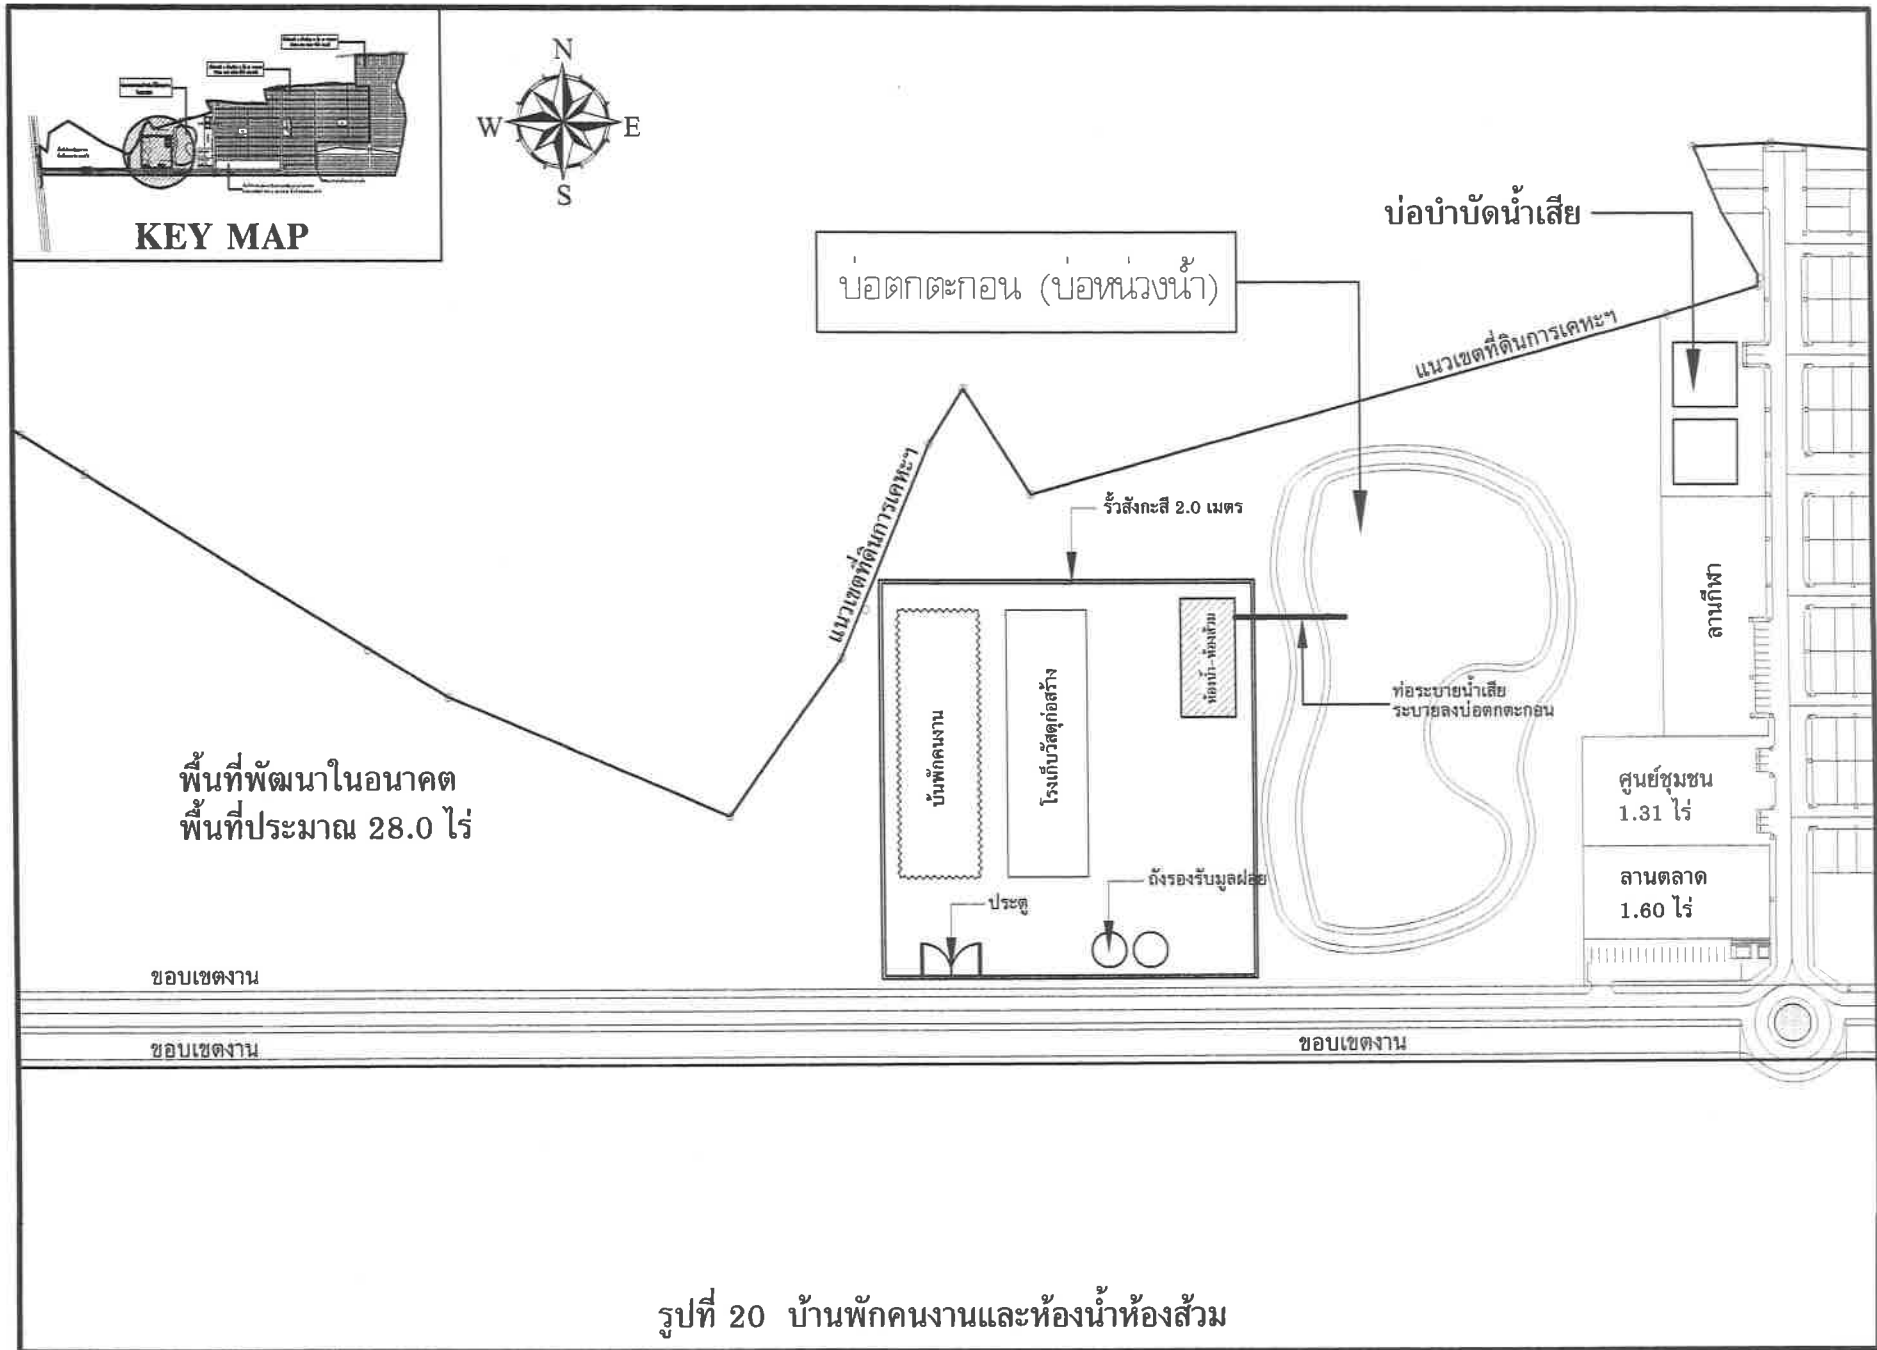 KEY MAP
N
W
E
S
บ่อบำบัดน้ำเสีย
บ่อตกตะกอน (บ่อหน่วงน้ำ)
แนวเขตที่ดินการเคหะฯ
แนวเขตที่ดินการเคหะฯ
รั้วสังกะสี 2.0 เมตร
ลานกีฬา
ห้องน้ำ-ห้องส้วม
ท่อระบายน้ำเสีย
ระบายลงบ่อตกตะกอน
บ้นพักคนงาน
โรงเก็บวัสดุก่อสร้าง
พื้นที่พัฒนาในอนาคต
พื้นที่ประมาณ 28.0 ไร่
ศูนย์ชุมชน
1.31 ไร่
ถังรองรับมูลฝอย
ลานตลาด
1.60 ไร่
ประตู
ขอบเขตงาน
ขอบเขตงาน
ขอบเขตงาน
รูปที่ 20 บ้านพักคนงานและห้องน้ำห้องส้วม